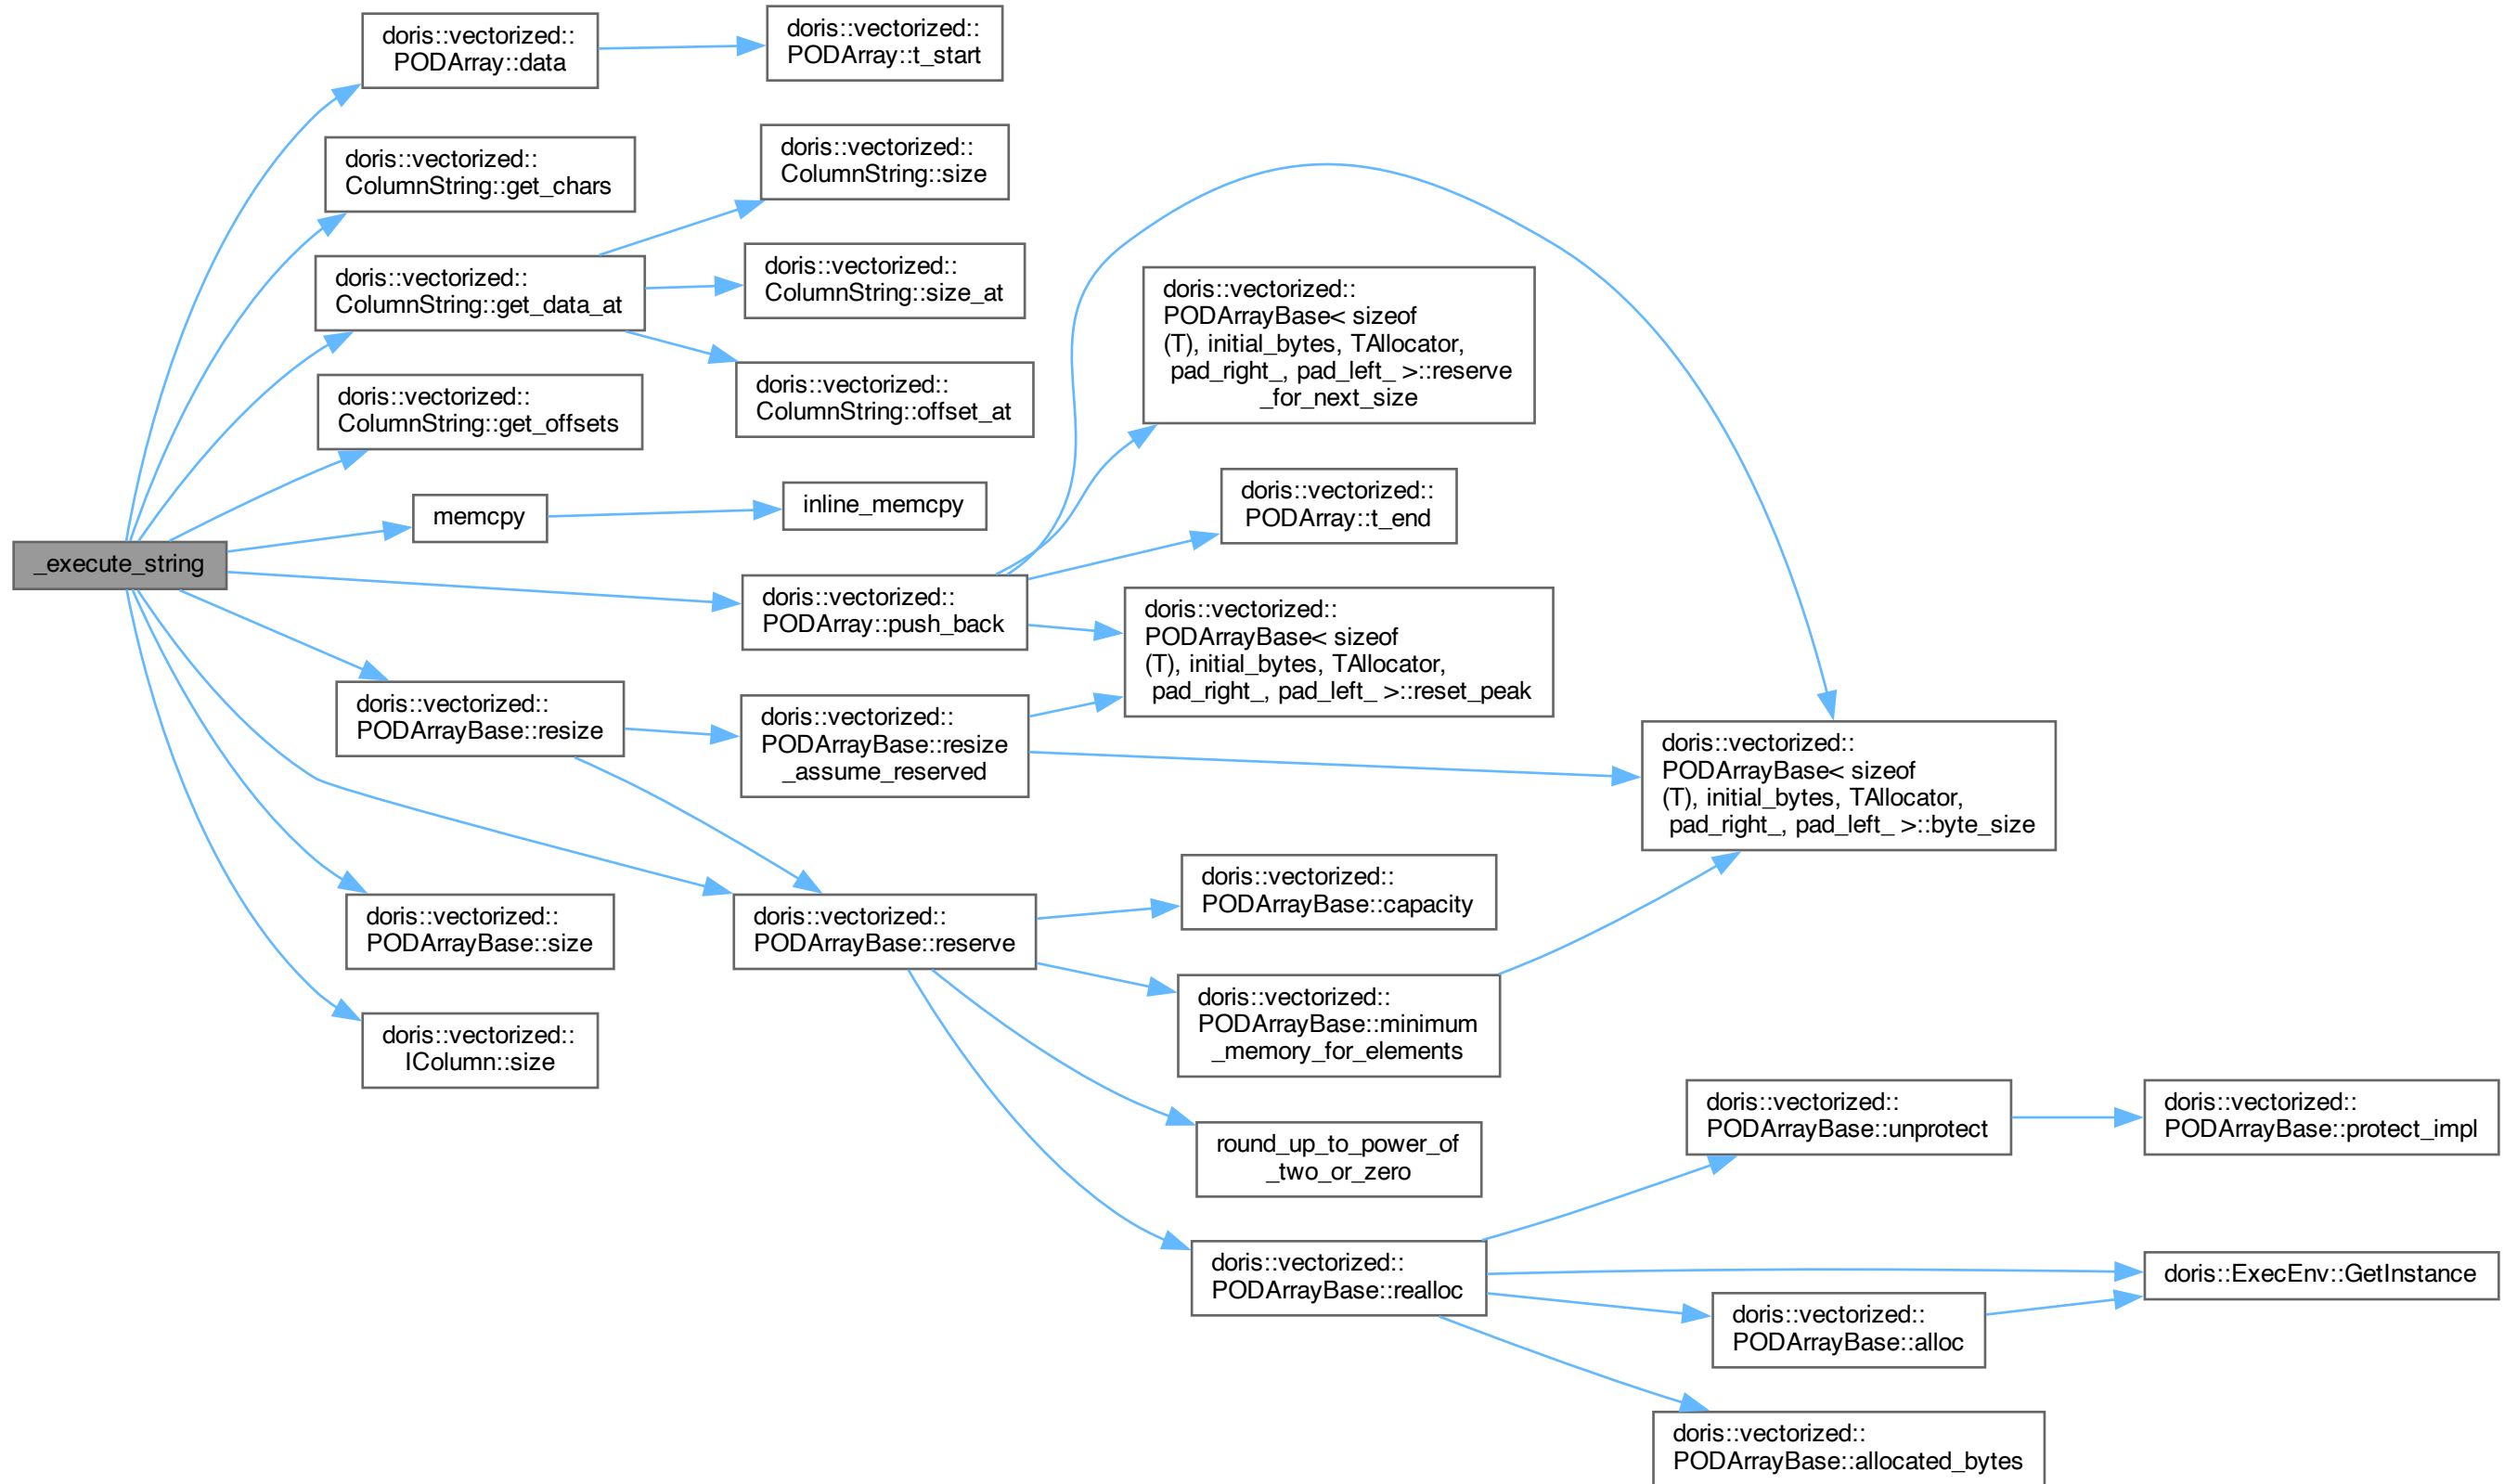 _execute_string
doris::vectorized::
PODArray::data
doris::vectorized::
PODArray::t_start
doris::vectorized::
ColumnString::get_chars
doris::vectorized::
ColumnString::get_data_at
doris::vectorized::
ColumnString::size
doris::vectorized::
ColumnString::size_at
doris::vectorized::
ColumnString::offset_at
doris::vectorized::
ColumnString::get_offsets
memcpy
inline_memcpy
doris::vectorized::
PODArray::push_back
doris::vectorized::
PODArrayBase< sizeof
(T), initial_bytes, TAllocator,
pad_right_, pad_left_ >::reserve
_for_next_size
doris::vectorized::
PODArray::t_end
doris::vectorized::
PODArrayBase< sizeof
(T), initial_bytes, TAllocator,
pad_right_, pad_left_ >::reset_peak
doris::vectorized::
PODArrayBase< sizeof
(T), initial_bytes, TAllocator,
pad_right_, pad_left_ >::byte_size
doris::vectorized::
PODArrayBase::resize
doris::vectorized::
PODArrayBase::resize
_assume_reserved
doris::vectorized::
PODArrayBase::reserve
doris::vectorized::
PODArrayBase::capacity
doris::vectorized::
PODArrayBase::minimum
_memory_for_elements
round_up_to_power_of
_two_or_zero
doris::vectorized::
PODArrayBase::realloc
doris::vectorized::
PODArrayBase::unprotect
doris::vectorized::
PODArrayBase::protect_impl
doris::ExecEnv::GetInstance
doris::vectorized::
PODArrayBase::alloc
doris::vectorized::
PODArrayBase::allocated_bytes
doris::vectorized::
PODArrayBase::size
doris::vectorized::
IColumn::size